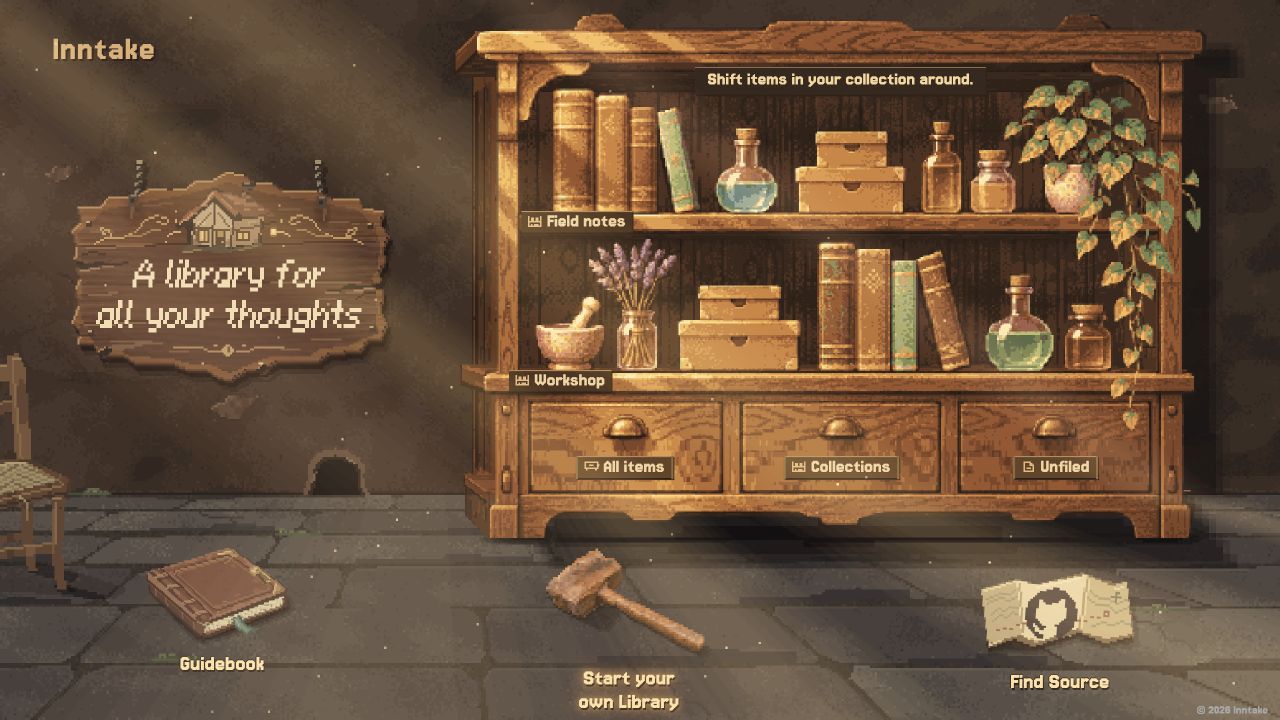 Inntake
Shift items in your collection around.
A library for
all your thoughts
Field notes
Workshop
All items
Collections
Unfiled
Guidebook
Start your
own Library
Find Source
© 2026 Inntake